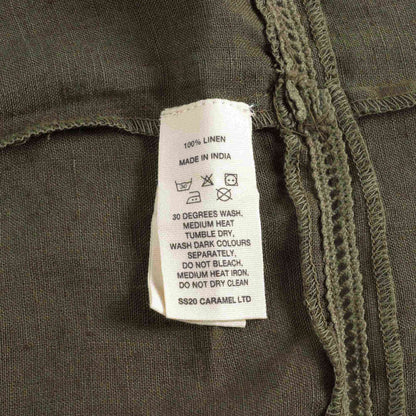 100% LINEN
MADE IN INDIA
30
30 DEGREES WASH,
MEDIUM HEAT
TUMBLE DRY,
WASH DARK COLOURS
SEPARATELY,
DO NOT BLEACH,
MEDIUM HEAT IRON,
DO NOT DRY CLEAN
SS20 CARAMEL LTD